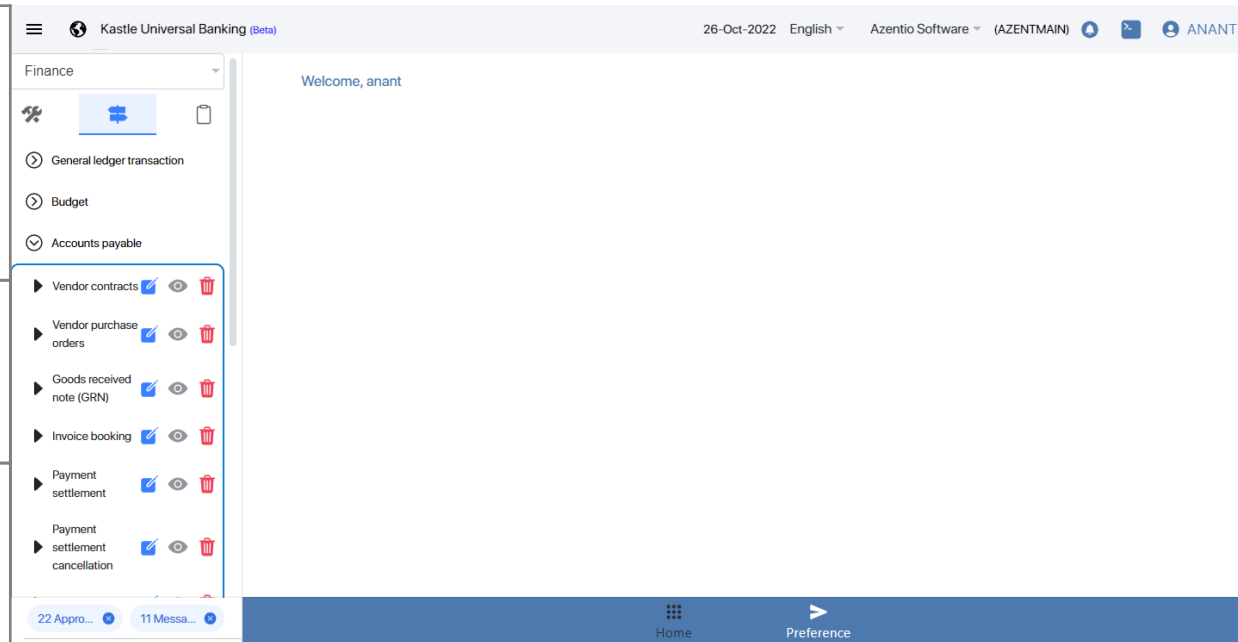 Kastle Universal Banking (Beta)
26-Oct-2022 English Azentio Software (AZENTMAIN) ANANT
Finance
Welcome, anant
General ledger transaction
Budget
Accounts payable
Vendor contracts
Vendor purchase
orders
Goods received
note (GRN)
Invoice booking
Payment
settlement
Payment
settlement
cancellation
22 Appro... 11 Messa...
Home
Preference